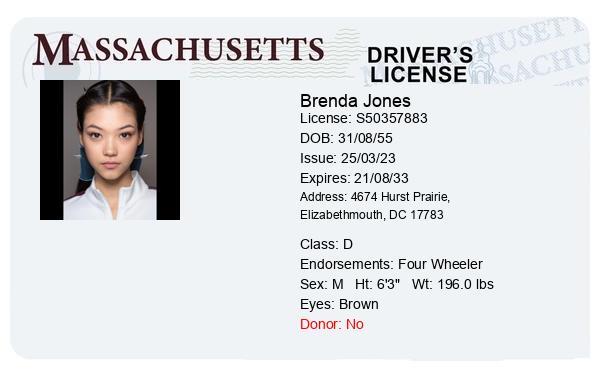 MASSACHUSETTS
DRIVER'S
LICENSE
Brenda Jones
License: S50357883
DOB: 31/08/55
Issue: 25/03/23
Expires: 21/08/33
Address: 4674 Hurst Prairie,
Elizabethmouth, DC 17783
Class: D
Endorsements: Four Wheeler
Sex: M Ht: 6'3" Wt: 196.0 lbs
Eyes: Brown
Donor: No